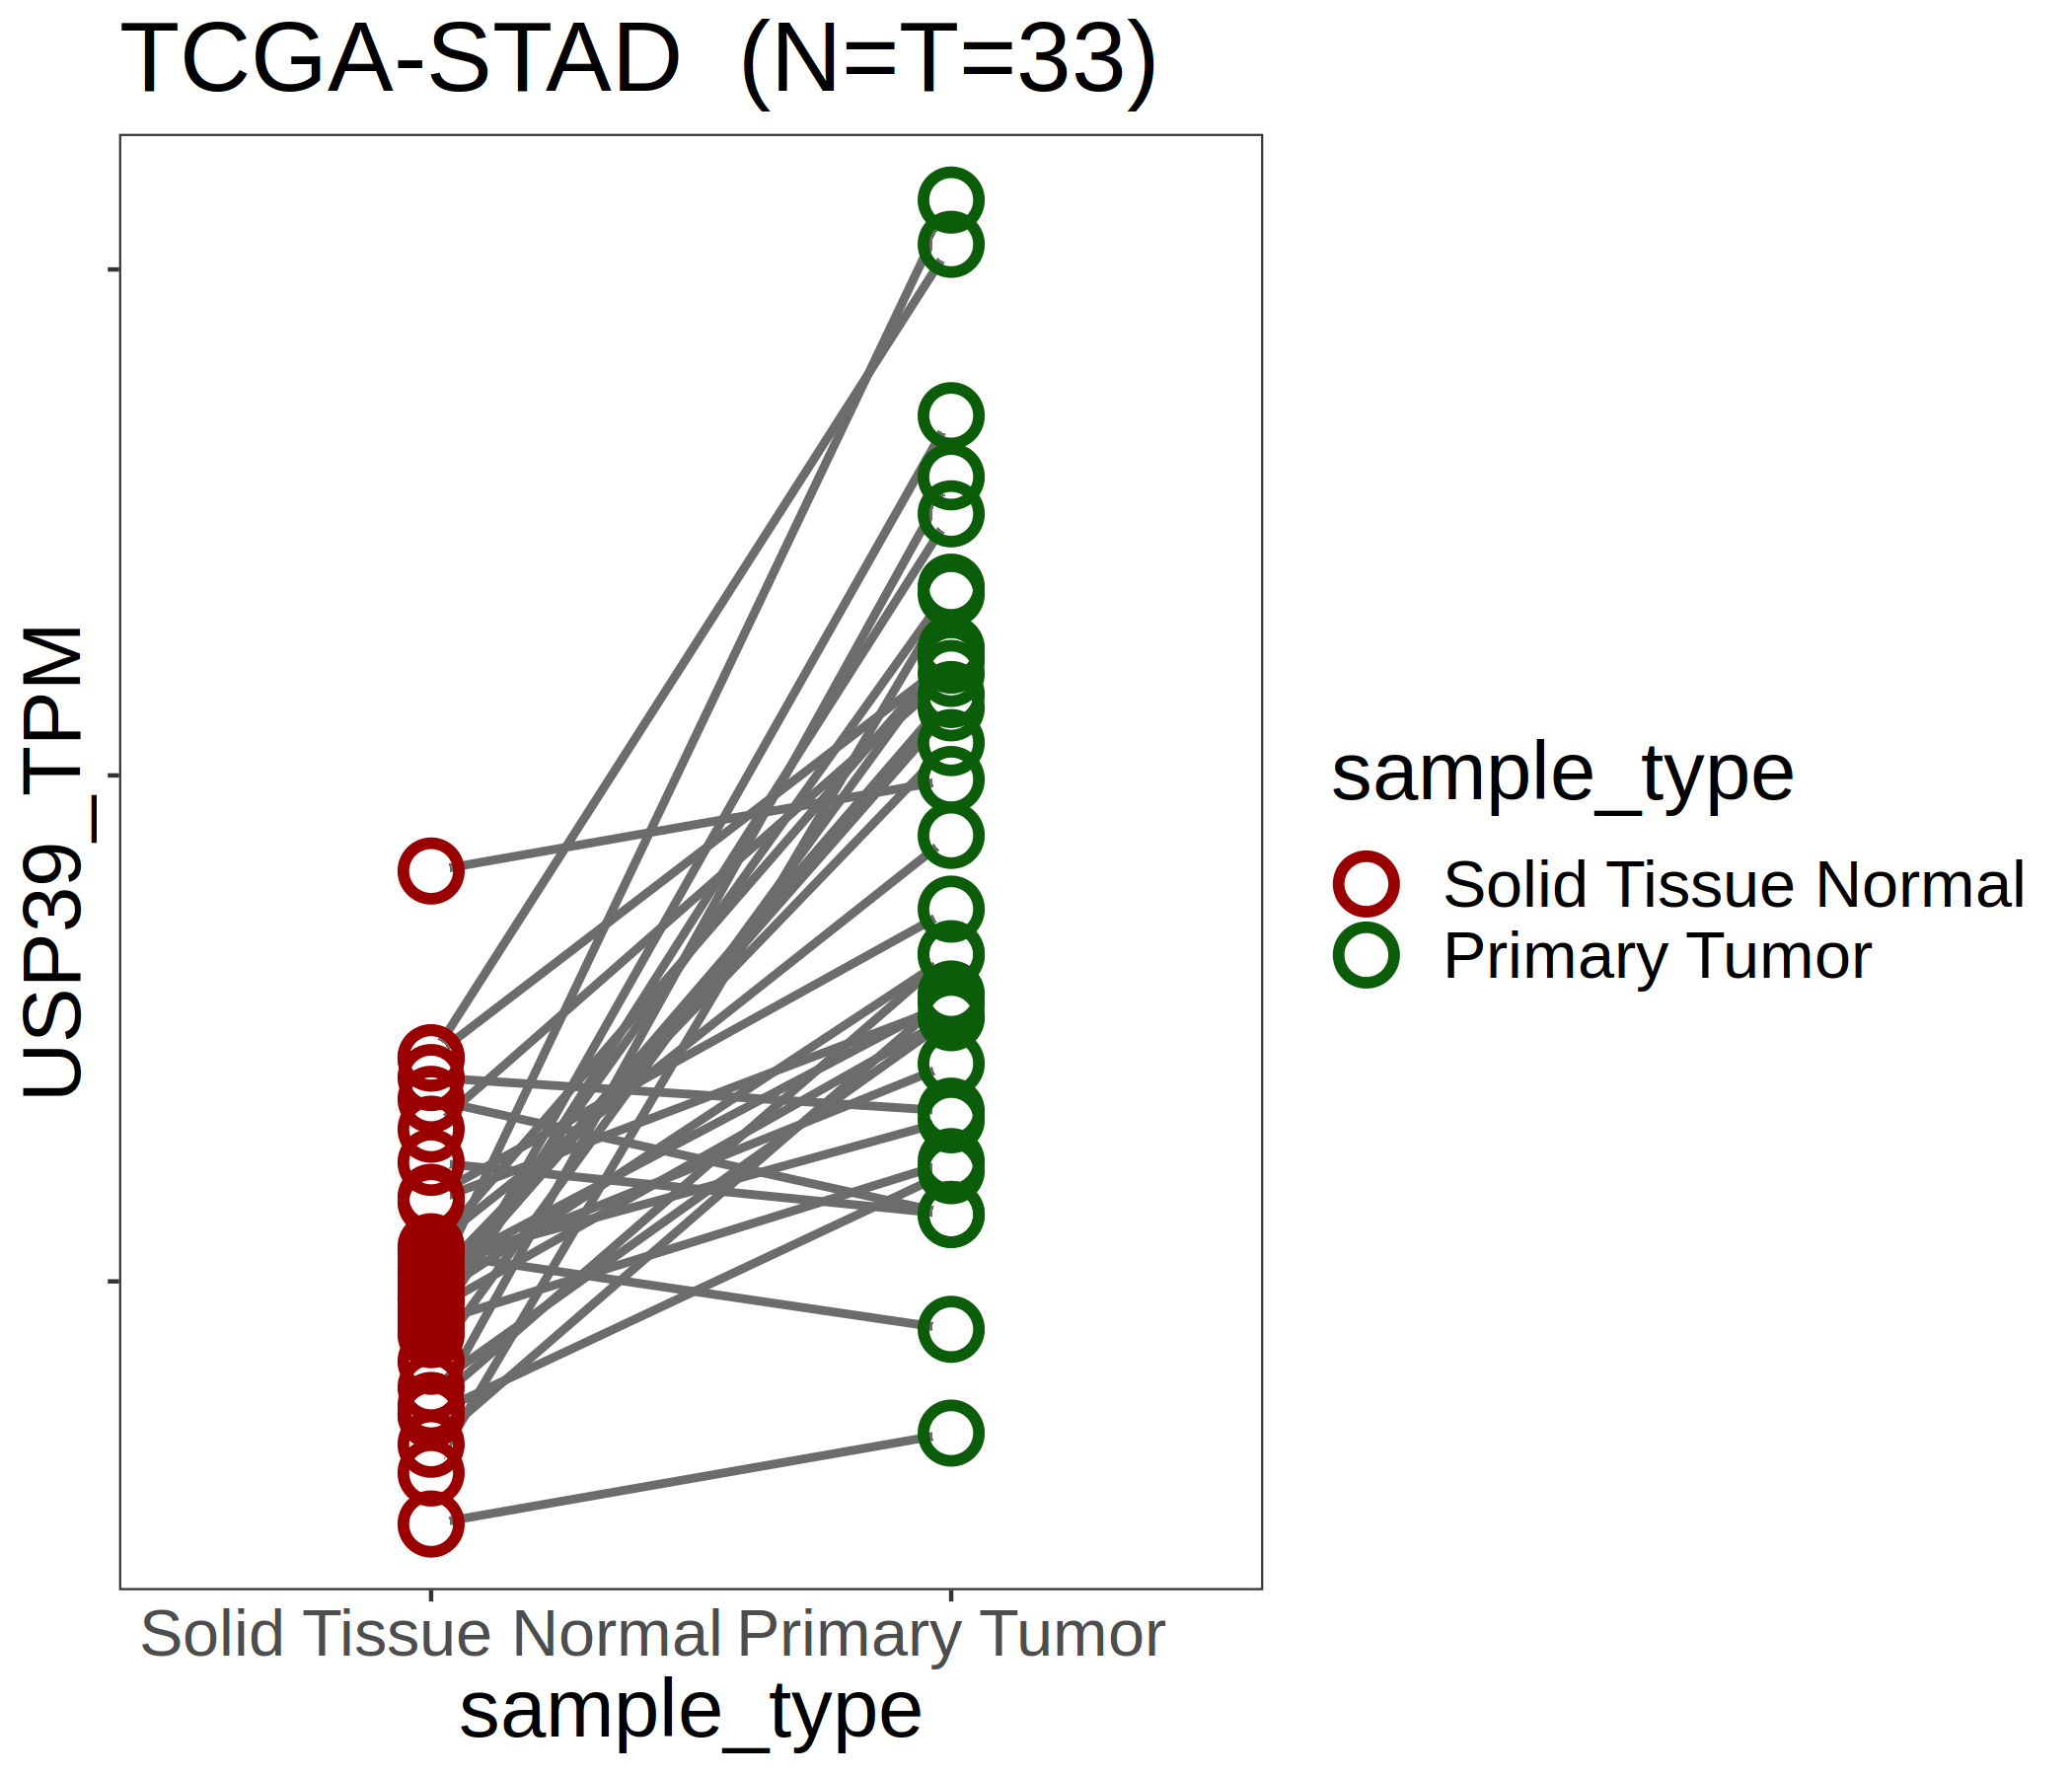 TCGA-STAD (N=T=33)
USP39_TPM
Solid Tissue Normal
Primary Tumor
sample_type
sample_type
Solid Tissue Normal
Primary Tumor